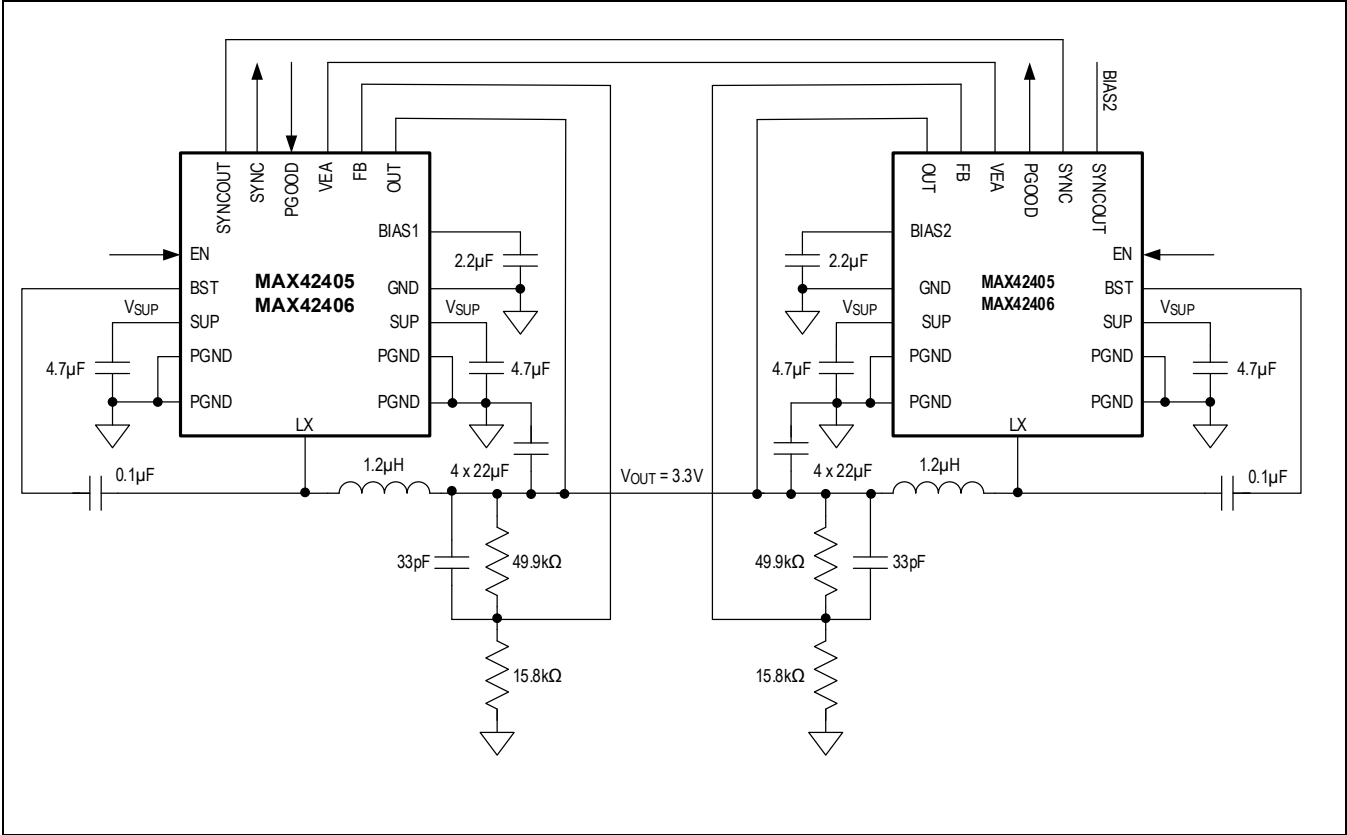 BIAS2
SYNCOUT
SYNC
PGOOD
VEA
FB
OUT
OUT
FB
VEA
PGOOD
SYNC
SYNCOUT
EN
BST
SUP
PGND
PGND
MAX42405
MAX42406
BIAS1
GND
SUP
PGND
PGND
LX
2.2µF
VSUP
VSUP
4.7µF
4.7µF
BIAS2
GND
SUP
PGND
PGND
MAX42405
MAX42406
EN
BST
SUP
PGND
PGND
LX
2.2µF
VSUP
VSUP
4.7µF
4.7µF
0.1µF
1.2µH
4 x 22µF
VOUT = 3.3V
4 x 22µF
1.2µH
0.1µF
33pF
49.9kΩ
49.9kΩ
33pF
15.8kΩ
15.8kΩ